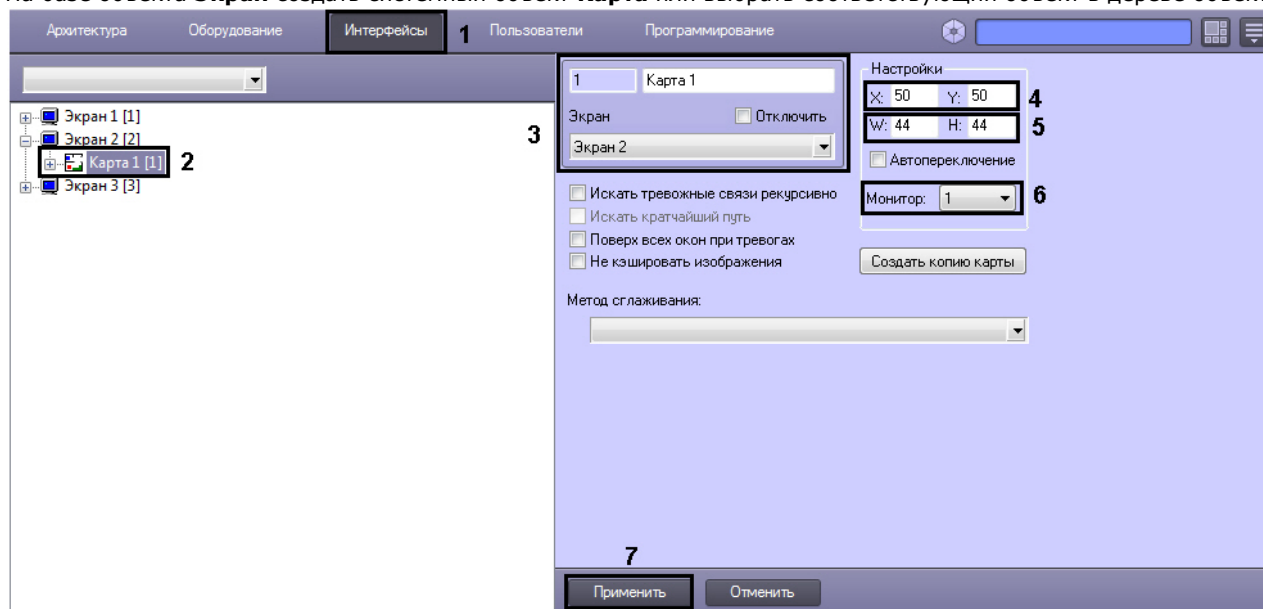 Архитектура Оборудование Интерфейсы 1 Пользователи Программирование
Экран 1 [1]
Экран 2 [2]
Карта 1 [1] 2
Экран 3 [3]
3
1 Карта 1
Экран Отключить
Экран 2
Искать тревожные связи рекурсивно
Искать кратчайший путь
Поверх всех окон при тревогах
Не кэшировать изображения
Метод сглаживания:
Настройки
X: 50 Y: 50 4
W: 44 H: 44 5
Автопереключение
Монитор: 1 6
Создать копию карты
7
Применить Отменить